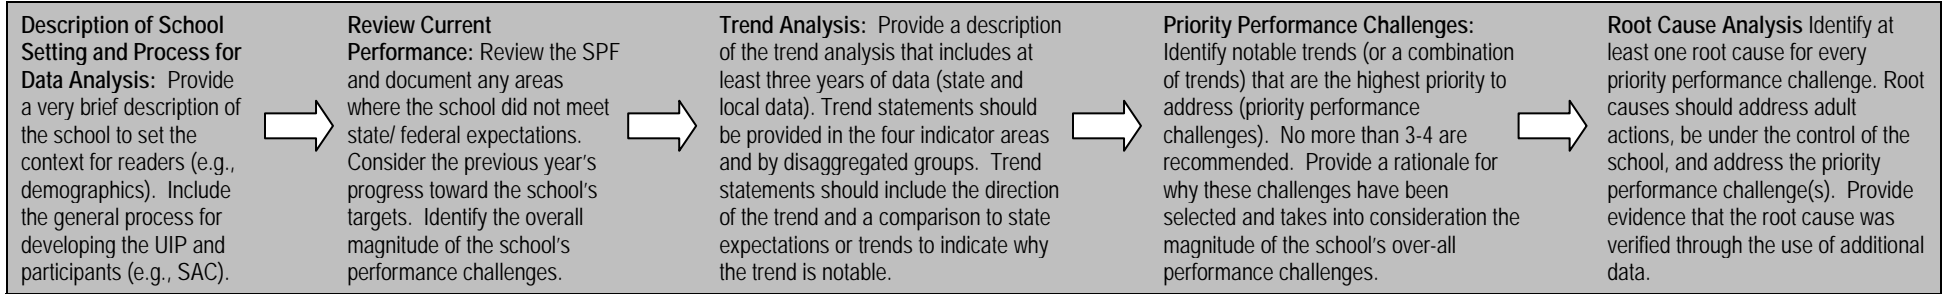 Description of School
Setting and Process for
Data Analysis: Provide
a very brief description of
the school to set the
context for readers (e.g.,
demographics). Include
the general process for
developing the UIP and
participants (e.g., SAC).
Review Current
Performance: Review the SPF
and document any areas
where the school did not meet
state/ federal expectations.
Consider the previous year's
progress toward the school's
targets. Identify the overall
magnitude of the school's
performance challenges.
Trend Analysis: Provide a description
of the trend analysis that includes at
least three years of data (state and
local data). Trend statements should
be provided in the four indicator areas
and by disaggregated groups. Trend
statements should include the direction
of the trend and a comparison to state
expectations or trends to indicate why
the trend is notable.
Priority Performance Challenges:
Identify notable trends (or a combination
of trends) that are the highest priority to
address (priority performance
challenges). No more than 3-4 are
recommended. Provide a rationale for
why these challenges have been
selected and takes into consideration the
magnitude of the school's over-all
performance challenges.
Root Cause Analysis Identify at
least one root cause for every
priority performance challenge. Root
causes should address adult
actions, be under the control of the
school, and address the priority
performance challenge(s). Provide
evidence that the root cause was
verified through the use of additional
data.